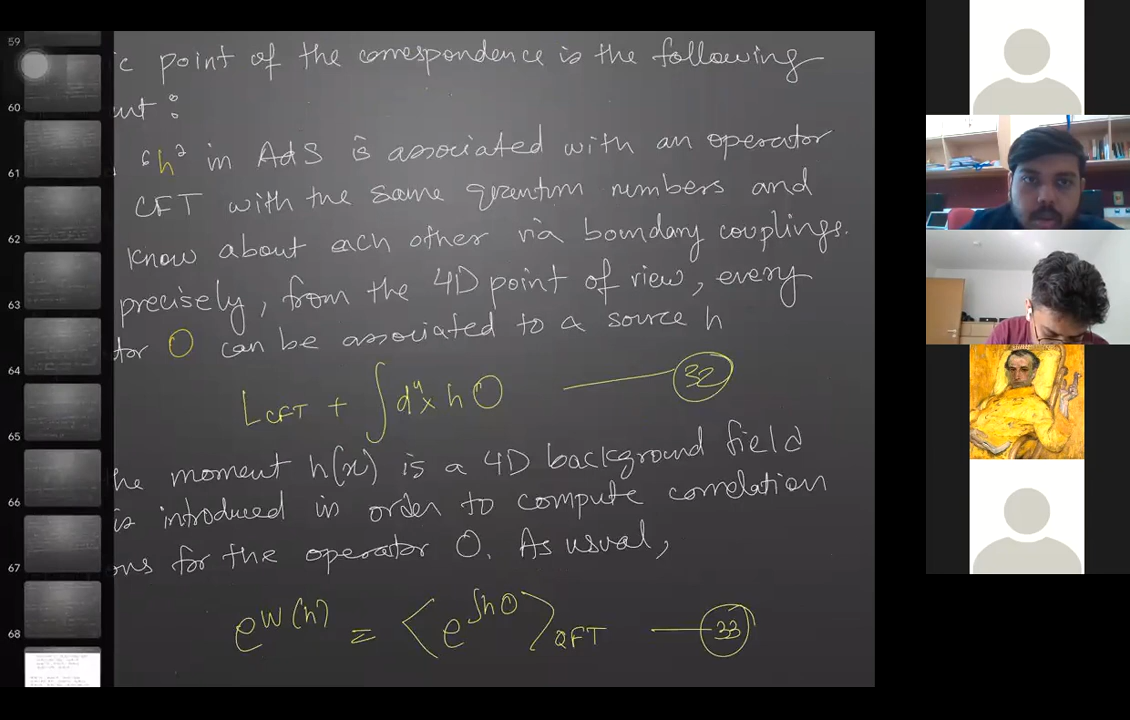 59
60
61
62
63
64
65
66
67
68
c point of the correspondence is the following
ent :
"h" in AdS is associated with an operator
CFT with the same quantum numbers and
know about each other via boundary couplings.
precisely, from the 4D point of view, every
tor O can be associated to a source h
L_CFT + ∫ d⁴x h O — 32
he moment h(x) is a 4D background field
is introduced in order to compute correlation
ons for the operator O. As usual,
e^W(h) = ⟨e^∫hO⟩_QFT — 33